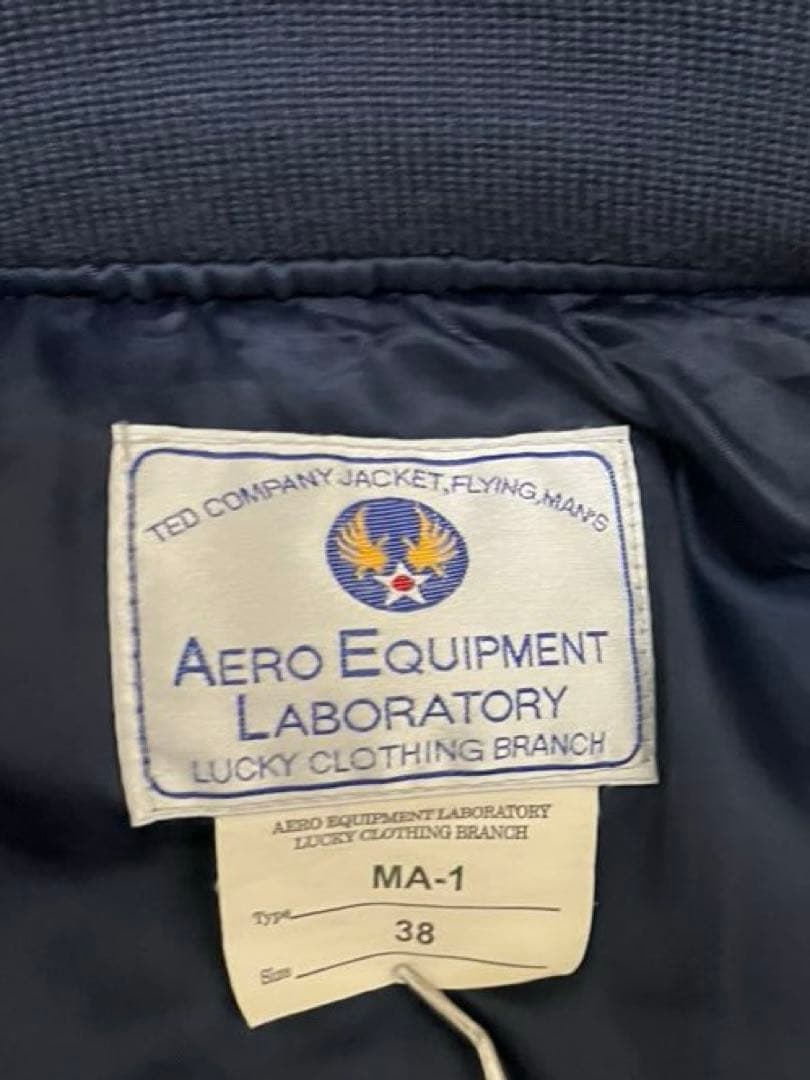 TED COMPANY JACKET, FLYING, MAN'S
AERO EQUIPMENT
LABORATORY
LUCKY CLOTHING BRANCH
AERO EQUIPMENT LABORATORY
LUCKY CLOTHING BRANCH
MA-1
Type
38
Size